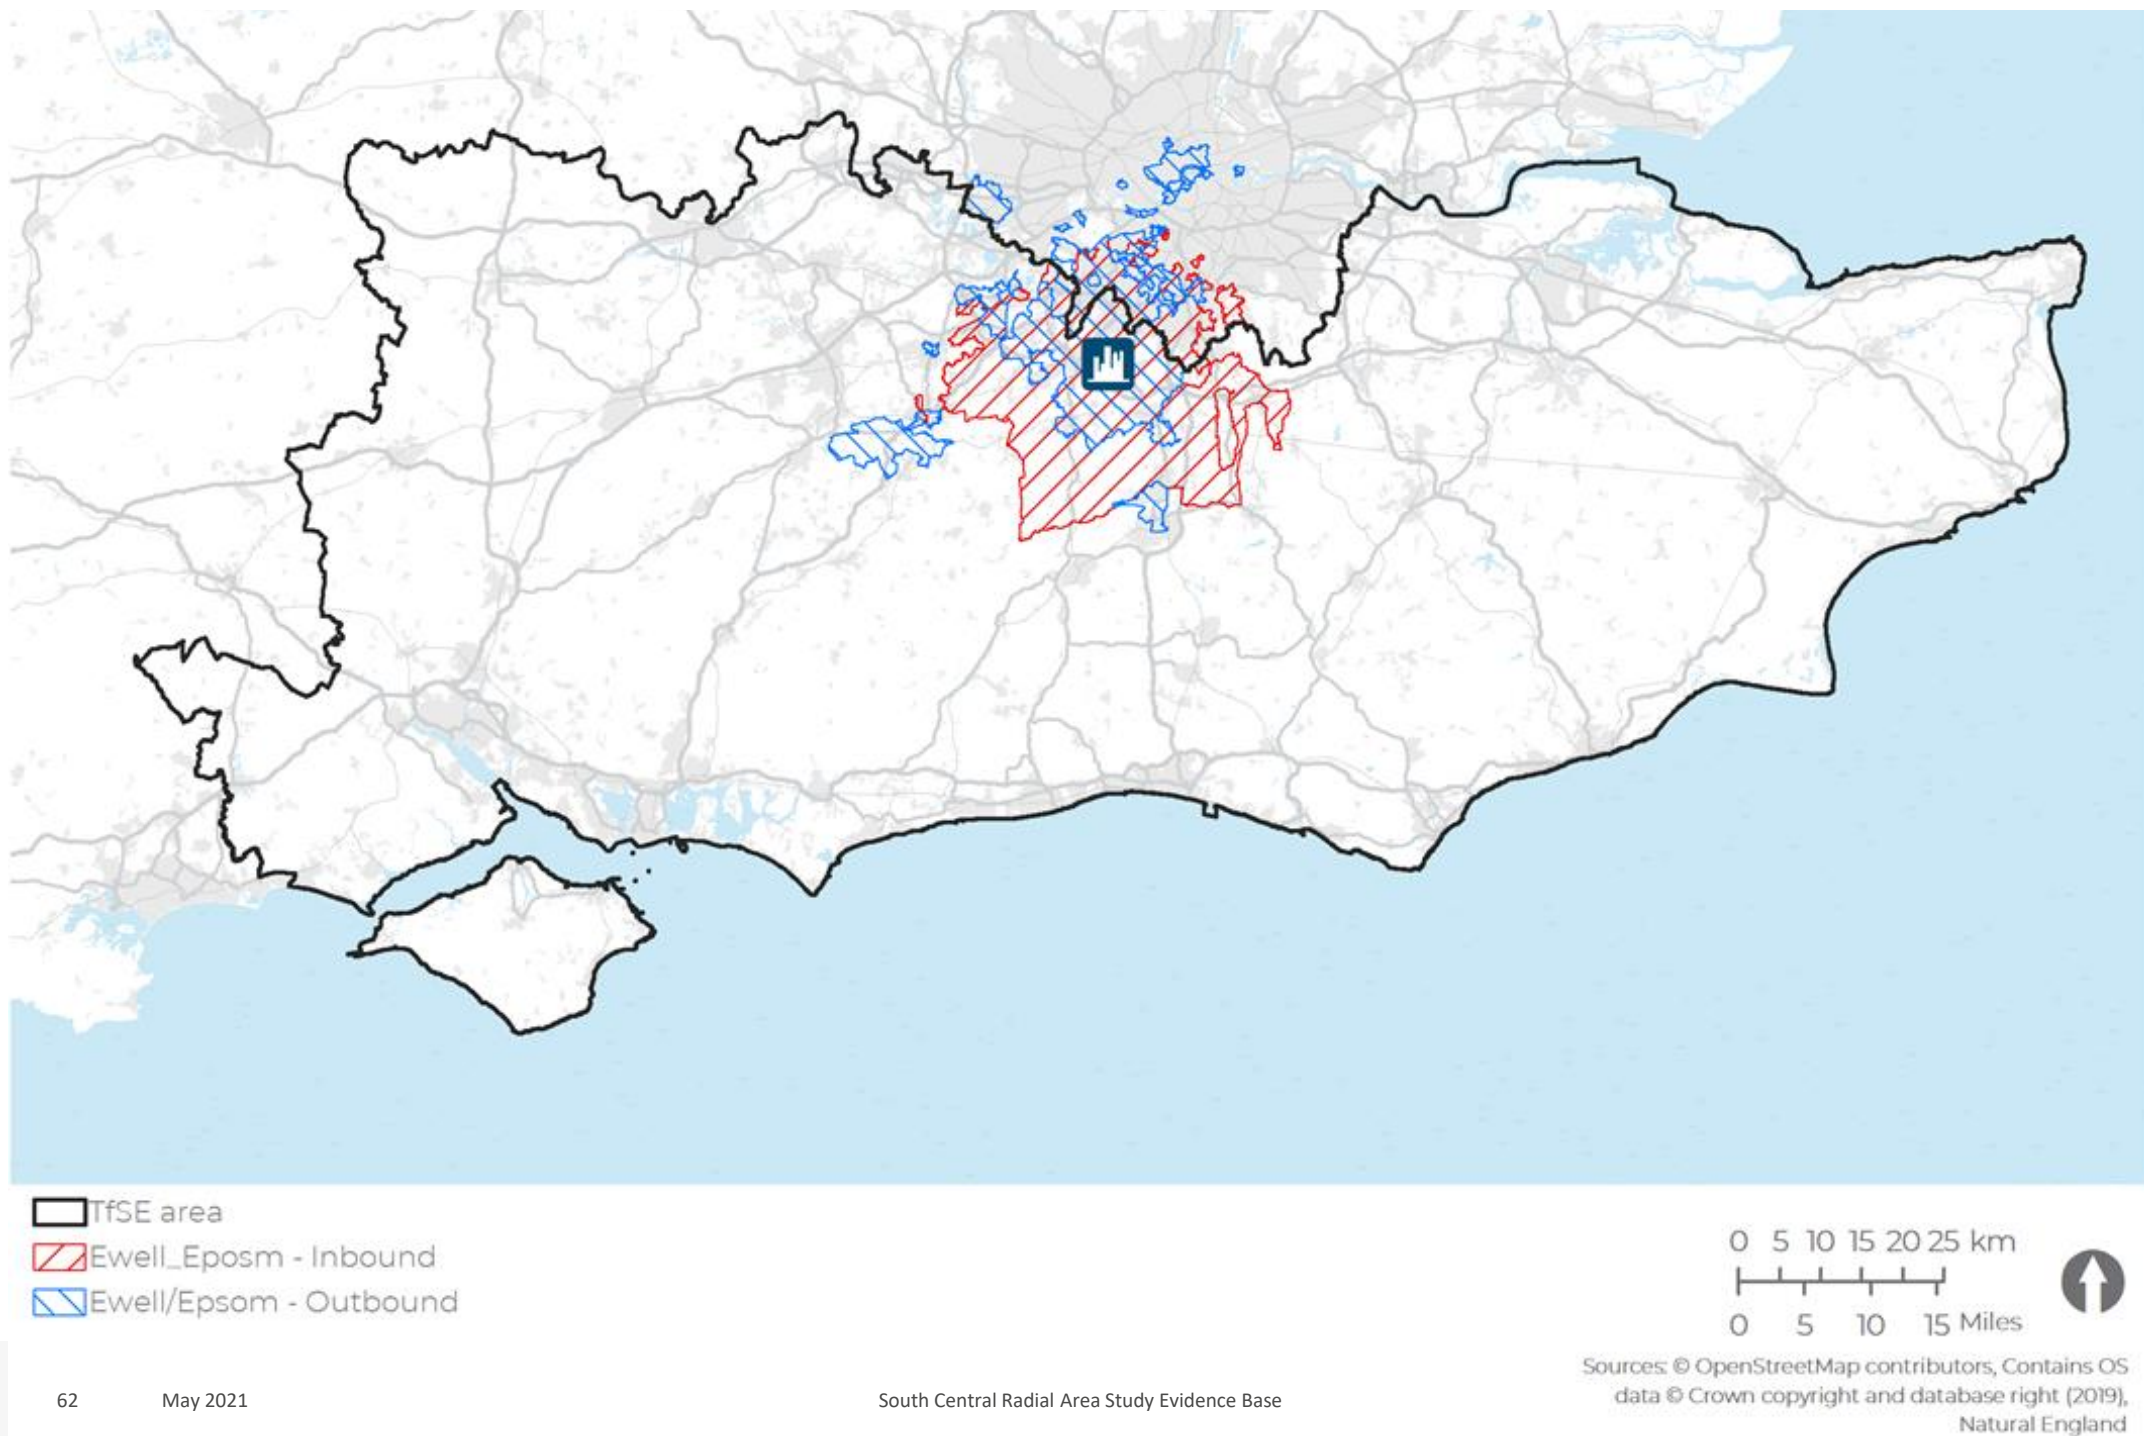 TfSE area
Ewell_Eposm - Inbound
Ewell/Epsom - Outbound
0 5 10 15 20 25 km
0 5 10 15 Miles
Sources: © OpenStreetMap contributors, Contains OS
data © Crown copyright and database right (2019),
Natural England
62 May 2021 South Central Radial Area Study Evidence Base